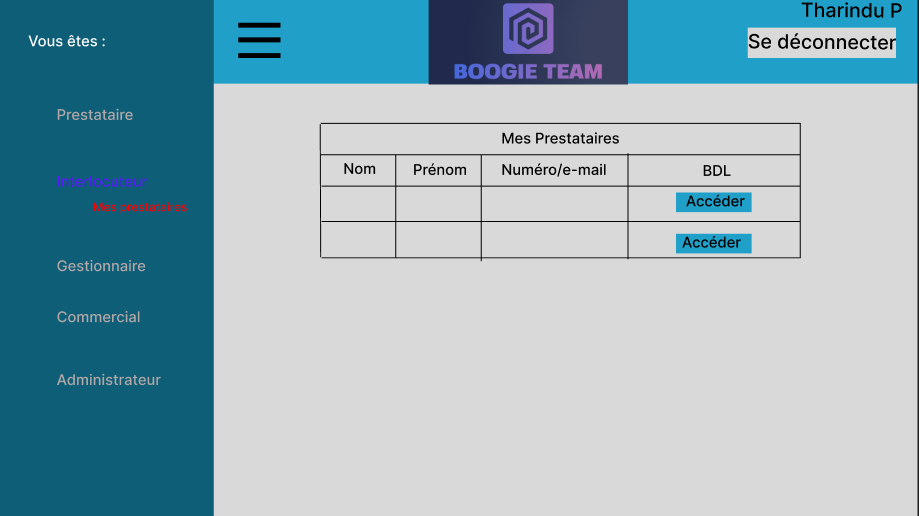 Tharindu P
Vous êtes :
Se déconnecter
BOOGIE TEAM
Prestataire
Interlocuteur
Mes prestataires
Gestionnaire
Commercial
Administrateur
Mes Prestataires
Nom Prénom Numéro/e-mail BDL
Accéder
Accéder